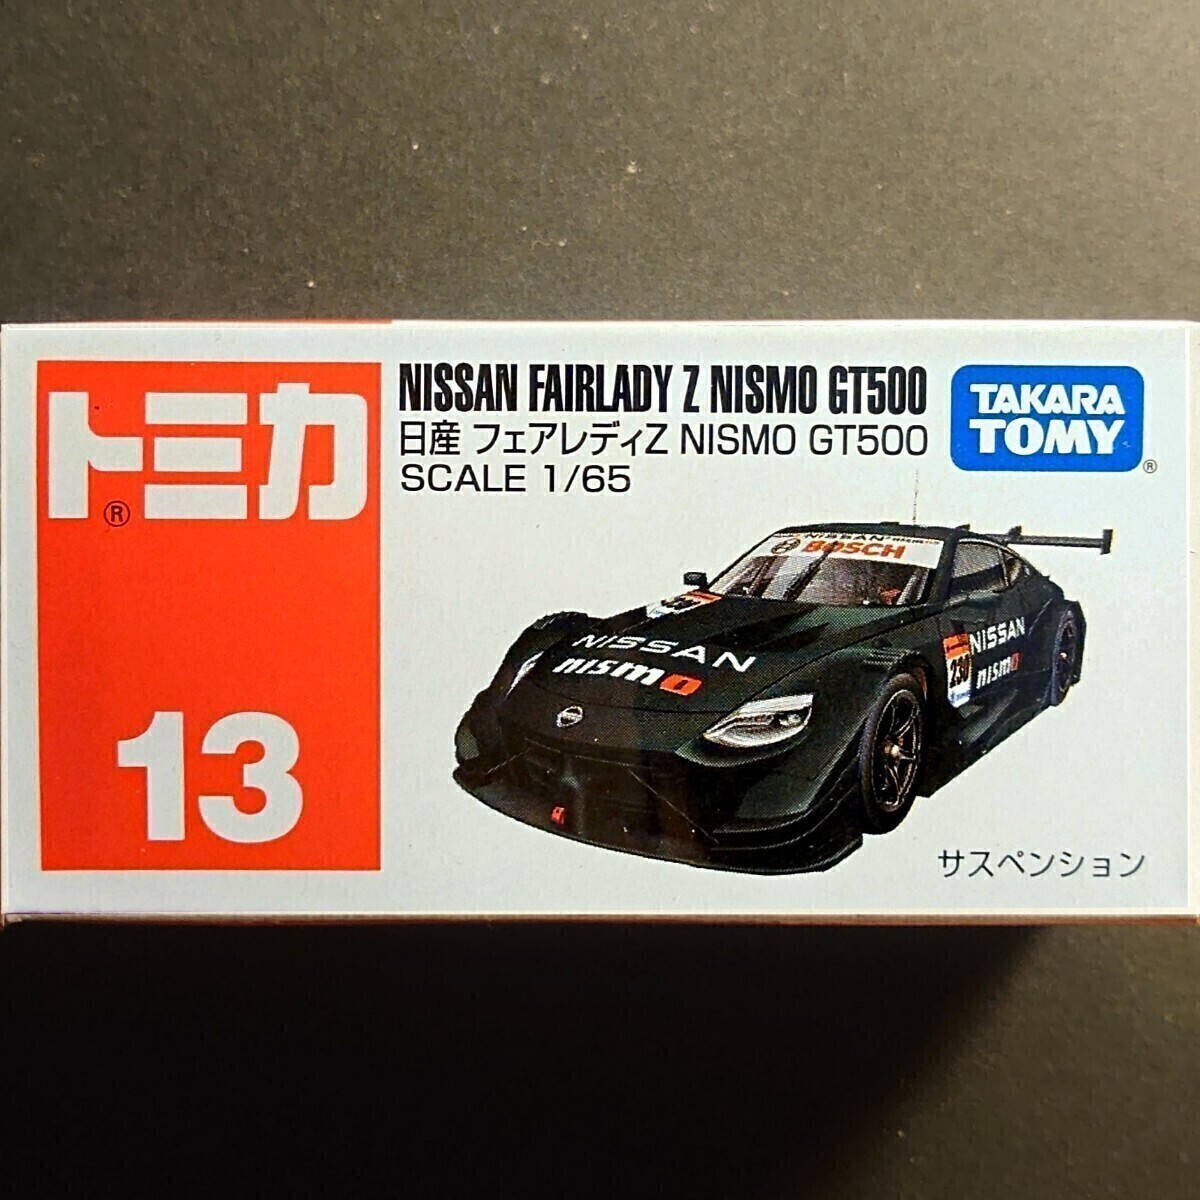 トミカ
®
13
NISSAN FAIRLADY Z NISMO GT500
日産 フェアレディZ NISMO GT500
SCALE 1/65
TAKARA
TOMY
®
NISSAN
BOSCH
NISSAN
nismo
NISSAN
nismo
230
サスペンション